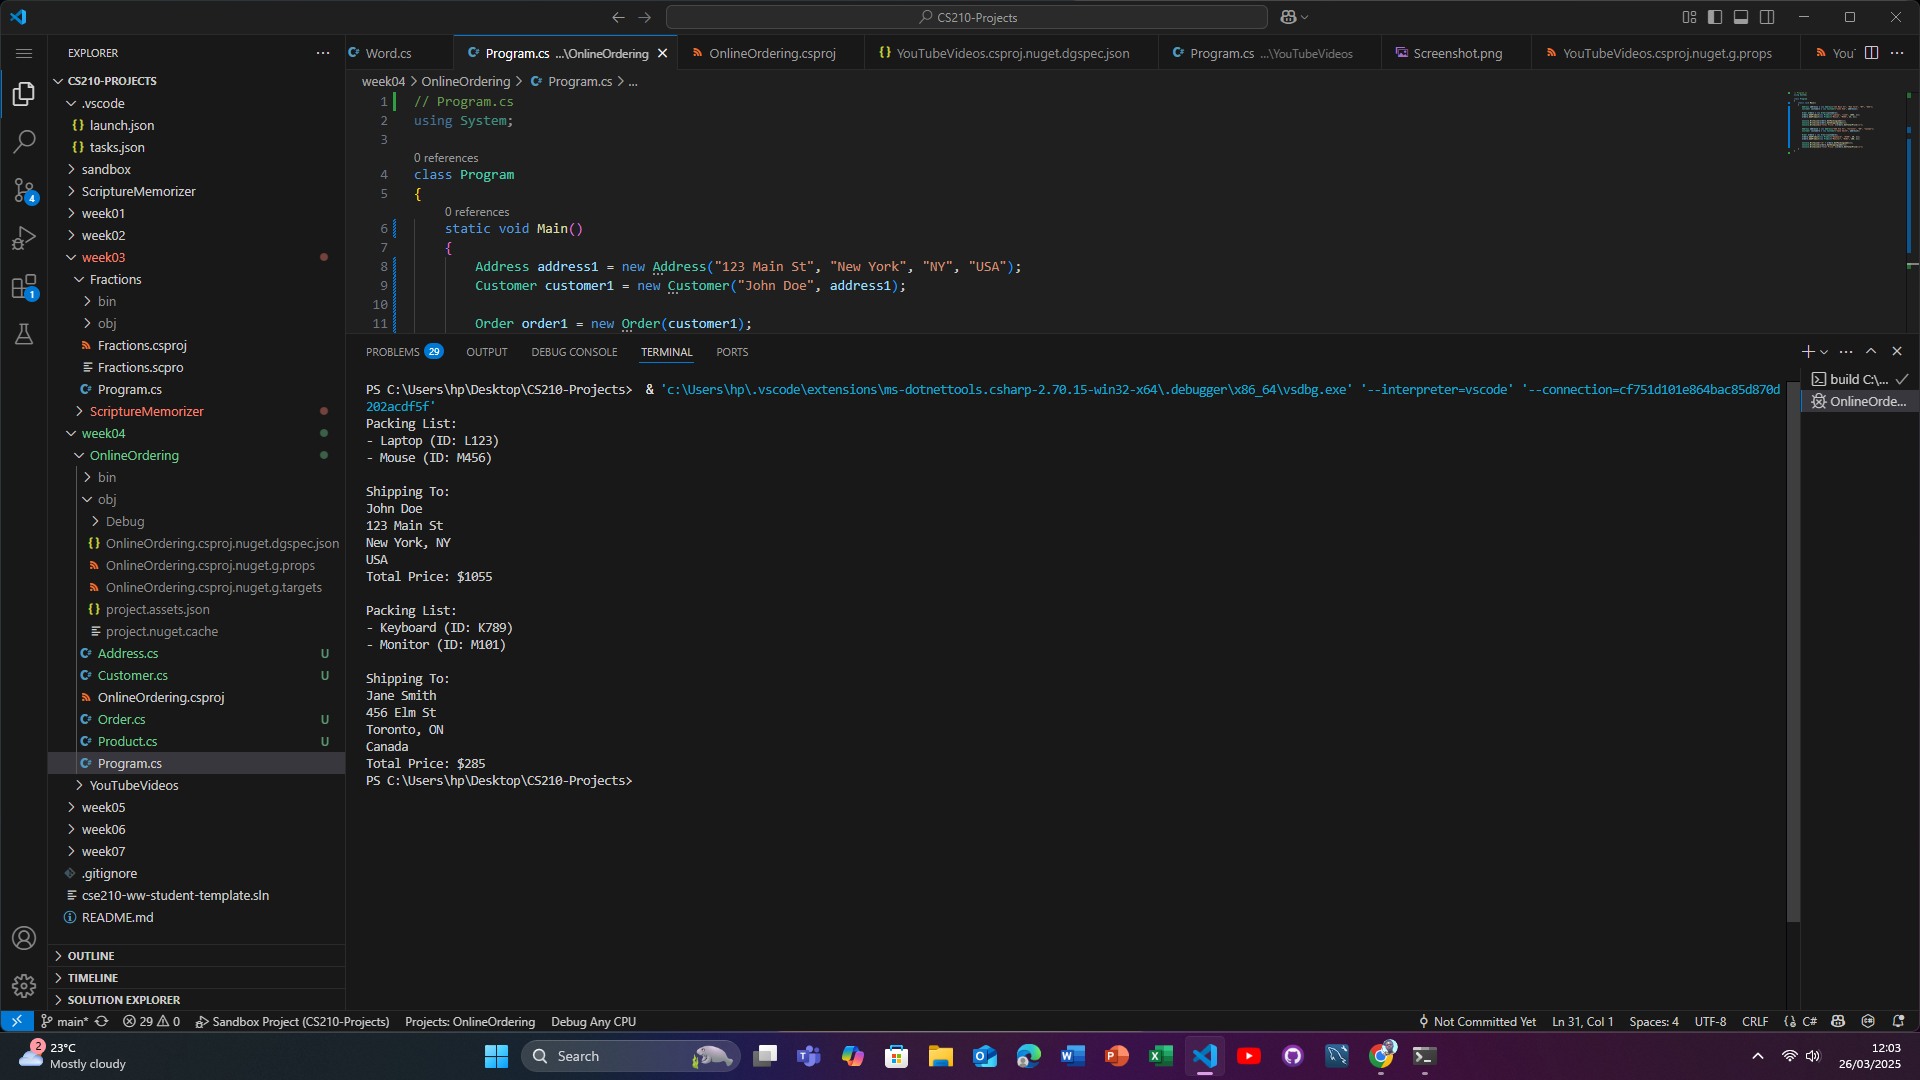 CS210-Projects
EXPLORER
Word.cs
Program.cs ...\OnlineOrdering
OnlineOrdering.csproj
YouTubeVideos.csproj.nuget.dgspec.json
Program.cs ...\YouTubeVideos
Screenshot.png
YouTubeVideos.csproj.nuget.g.props
You
CS210-PROJECTS
.vscode
launch.json
tasks.json
sandbox
ScriptureMemorizer
week01
week02
week03
Fractions
bin
obj
Fractions.csproj
Fractions.scpro
Program.cs
ScriptureMemorizer
week04
OnlineOrdering
bin
obj
Debug
OnlineOrdering.csproj.nuget.dgspec.json
OnlineOrdering.csproj.nuget.g.props
OnlineOrdering.csproj.nuget.g.targets
project.assets.json
project.nuget.cache
Address.cs U
Customer.cs U
OnlineOrdering.csproj
Order.cs U
Product.cs U
Program.cs
YouTubeVideos
week05
week06
week07
.gitignore
cse210-ww-student-template.sln
README.md
OUTLINE
TIMELINE
SOLUTION EXPLORER
4
1
week04 > OnlineOrdering > Program.cs > ...
1 // Program.cs
2 using System;
3
0 references
4 class Program
5 {
0 references
6 static void Main()
7 {
8 Address address1 = new Address("123 Main St", "New York", "NY", "USA");
9 Customer customer1 = new Customer("John Doe", address1);
10
11 Order order1 = new Order(customer1);
PROBLEMS 29 OUTPUT DEBUG CONSOLE TERMINAL PORTS
build C:\...
OnlineOrde...
PS C:\Users\hp\Desktop\CS210-Projects>  & 'c:\Users\hp\.vscode\extensions\ms-dotnettools.csharp-2.70.15-win32-x64\.debugger\x86_64\vsdbg.exe' '--interpreter=vscode' '--connection=cf751d101e864bac85d870d
202acdf5f'
Packing List:
- Laptop (ID: L123)
- Mouse (ID: M456)
Shipping To:
John Doe
123 Main St
New York, NY
USA
Total Price: $1055
Packing List:
- Keyboard (ID: K789)
- Monitor (ID: M101)
Shipping To:
Jane Smith
456 Elm St
Toronto, ON
Canada
Total Price: $285
PS C:\Users\hp\Desktop\CS210-Projects>
main* 29 0 Sandbox Project (CS210-Projects) Projects: OnlineOrdering Debug Any CPU
Not Committed Yet Ln 31, Col 1 Spaces: 4 UTF-8 CRLF C#
2
23°C
Mostly cloudy
Search
12:03
26/03/2025